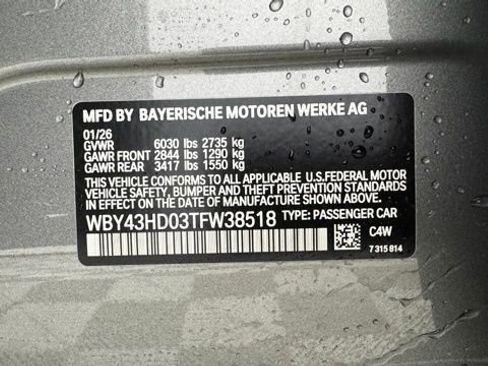 MFD BY BAYERISCHE MOTOREN WERKE AG
01/26
GVWR 6030 lbs 2735 kg
GAWR FRONT 2844 lbs 1290 kg
GAWR REAR 3417 lbs 1550 kg
THIS VEHICLE CONFORMS TO ALL APPLICABLE U.S.FEDERAL MOTOR
VEHICLE SAFETY, BUMPER, AND THEFT PREVENTION STANDARDS
IN EFFECT ON THE DATE OF MANUFACTURE SHOWN ABOVE.
WBY43HD03TFW38518 TYPE: PASSENGER CAR
C4W
7 315 814